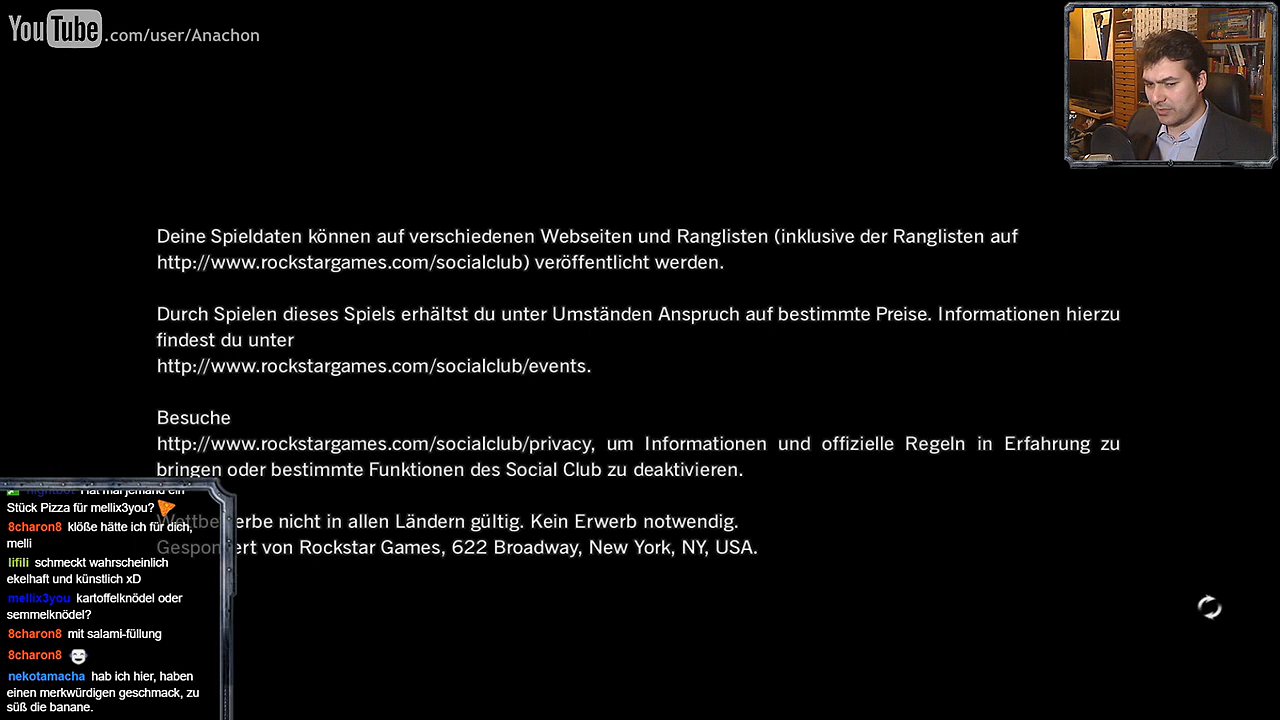 YouTube.com/user/Anachon
Deine Spieldaten können auf verschiedenen Webseiten und Ranglisten (inklusive der Ranglisten auf
http://www.rockstargames.com/socialclub) veröffentlicht werden.
Durch Spielen dieses Spiels erhältst du unter Umständen Anspruch auf bestimmte Preise. Informationen hierzu
findest du unter
http://www.rockstargames.com/socialclub/events.
Besuche
http://www.rockstargames.com/socialclub/privacy, um Informationen und offizielle Regeln in Erfahrung zu
bringen oder bestimmte Funktionen des Social Club zu deaktivieren.
Wettbewerbe nicht in allen Ländern gültig. Kein Erwerb notwendig.
Gesponsert von Rockstar Games, 622 Broadway, New York, NY, USA.
nightbot Hat mal jemand ein
Stück Pizza für mellix3you?
8charon8 klöße hätte ich für dich,
melli
lifili schmeckt wahrscheinlich
ekelhaft und künstlich xD
mellix3you kartoffelknödel oder
semmelknödel?
8charon8 mit salami-füllung
8charon8
nekotamacha hab ich hier, haben
einen merkwürdigen geschmack, zu
süß die banane.